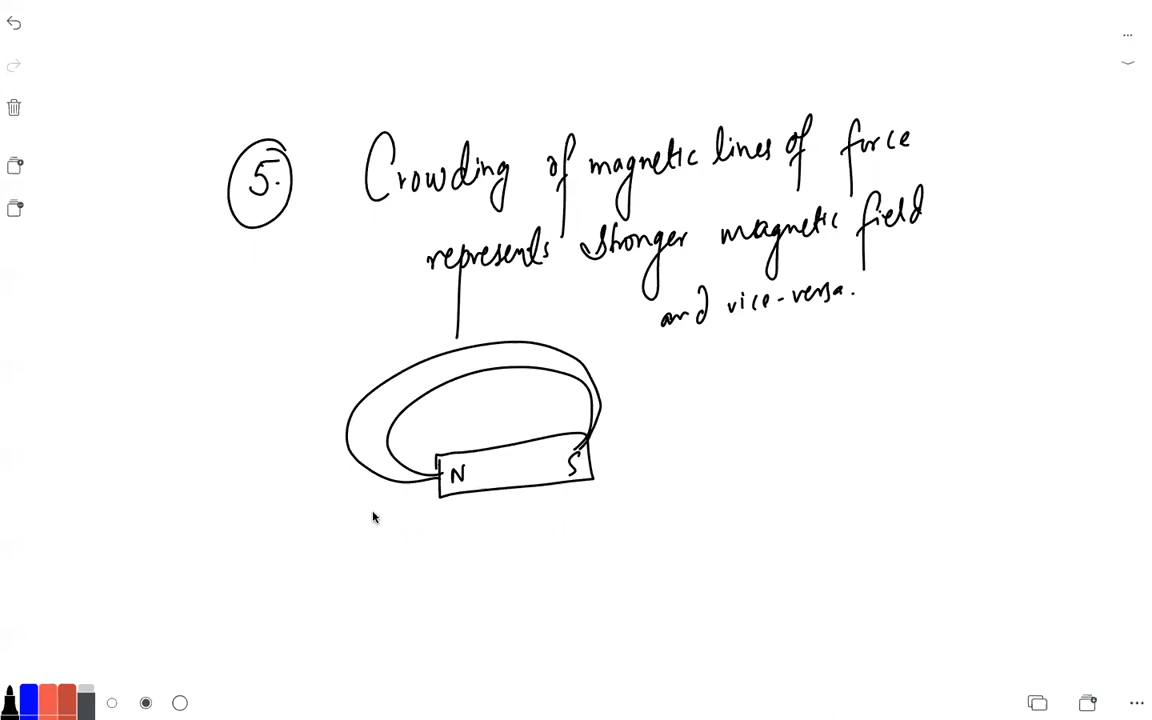 5. Crowding of magnetic lines of force
represents stronger magnetic field
and vice-versa.
N S